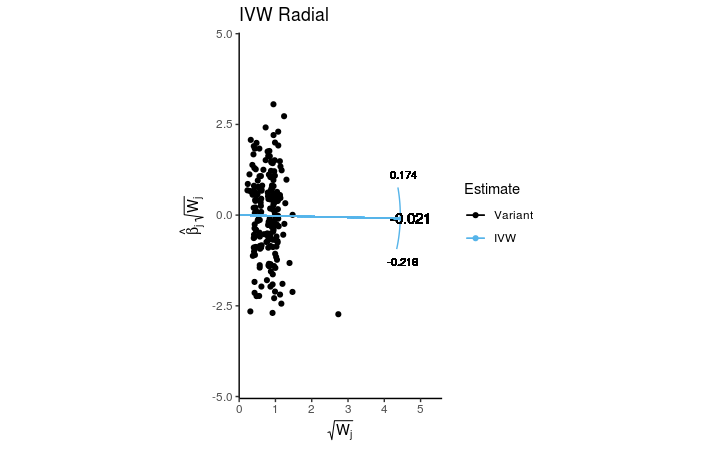 IVW Radial
5.0
2.5
0.0
-2.5
-5.0
β̂j√Wj
0.174
-0.021
-0.216
0 1 2 3 4 5
√Wj
Estimate
Variant
IVW